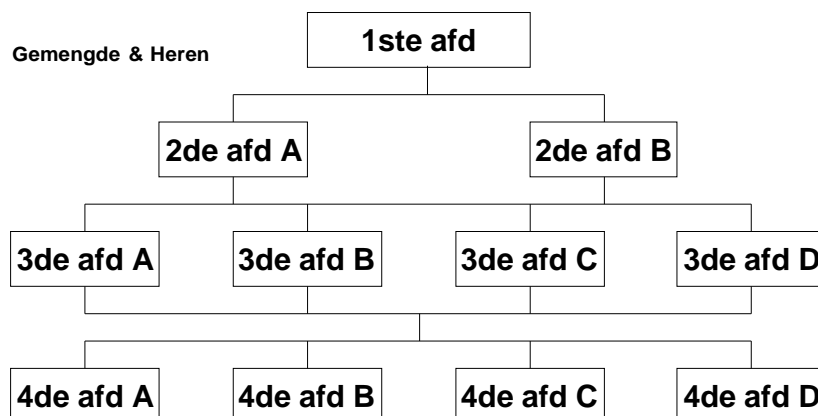 1ste afd
Gemengde & Heren
2de afd A
2de afd B
3de afd A
3de afd B
3de afd C
3de afd D
4de afd A
4de afd B
4de afd C
4de afd D